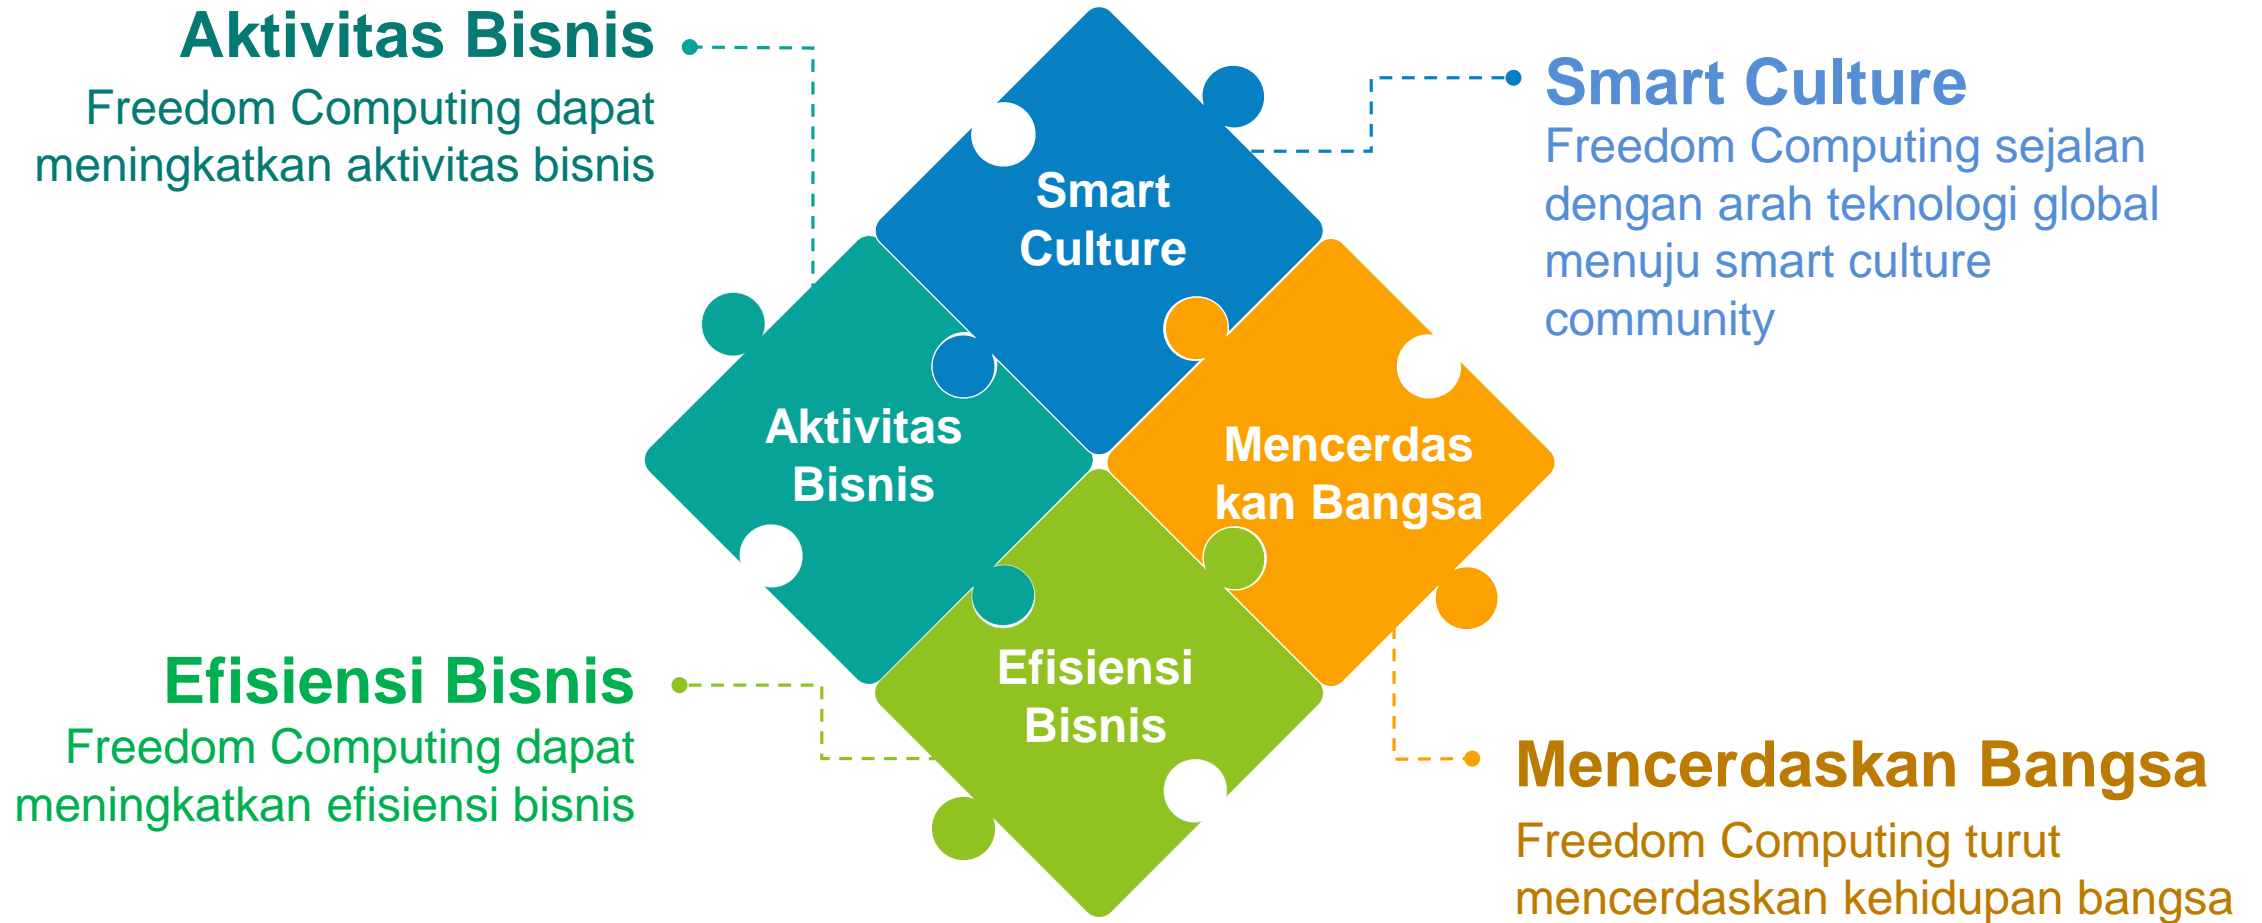 Aktivitas Bisnis
Freedom Computing dapat
meningkatkan aktivitas bisnis
Smart Culture
Freedom Computing sejalan
dengan arah teknologi global
menuju smart culture
community
Smart
Culture
Aktivitas
Bisnis
Mencerdas
kan Bangsa
Efisiensi
Bisnis
Efisiensi Bisnis
Freedom Computing dapat
meningkatkan efisiensi bisnis
Mencerdaskan Bangsa
Freedom Computing turut
mencerdaskan kehidupan bangsa